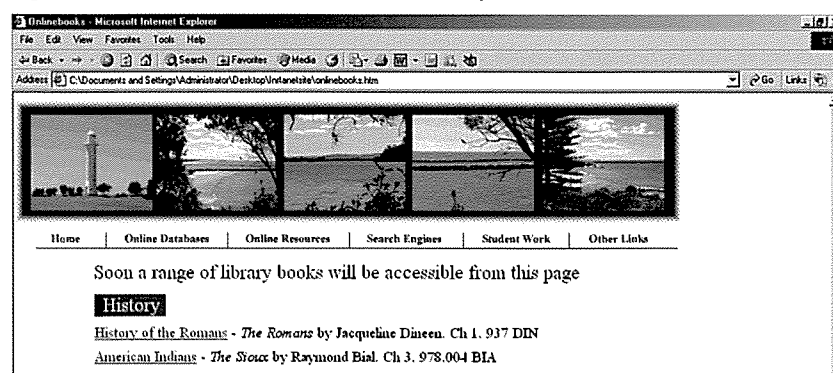 Onlinebooks - Microsoft Internet Explorer
File Edit View Favorites Tools Help
Back Search Favorites Media
Address C:\Documents and Settings\Administrator\Desktop\Intranetsite\onlinebooks.htm Go Links
Home Online Databases Online Resources Search Engines Student Work Other Links
Soon a range of library books will be accessible from this page
History
History of the Romans - The Romans by Jacqueline Dineen. Ch 1. 937 DIN
American Indians - The Sioux by Raymond Bial. Ch 3. 978.004 BIA